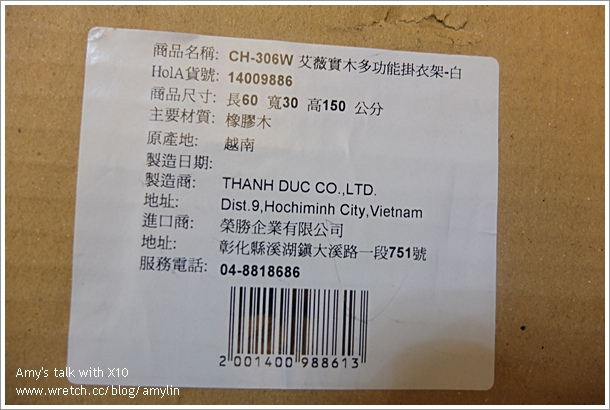 商品名稱: CH-306W 艾薇實木多功能掛衣架-白
HolA貨號: 14009886
商品尺寸: 長60 寬30 高150 公分
主要材質: 橡膠木
原產地: 越南
製造日期:
製造商: THANH DUC CO.,LTD.
地址: Dist.9,Hochiminh City,Vietnam
進口商: 榮勝企業有限公司
地址: 彰化縣溪湖鎮大溪路一段751號
服務電話: 04-8818686
2 001400 988613
Amy's talk with X10
www.wretch.cc/blog/amylin